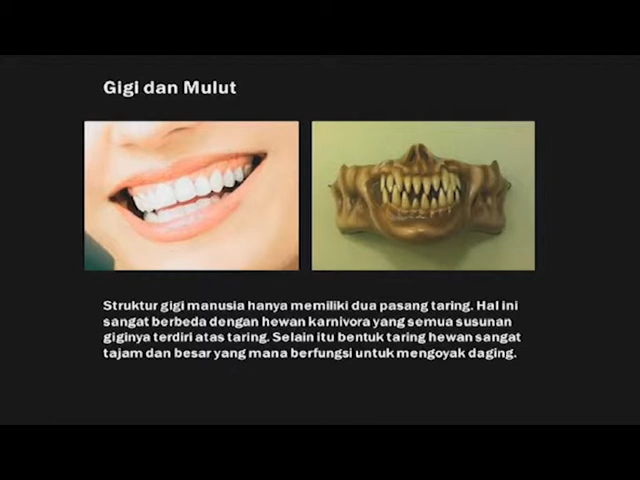 Gigi dan Mulut
Struktur gigi manusia hanya memiliki dua pasang taring. Hal ini
sangat berbeda dengan hewan karnivora yang semua susunan
giginya terdiri atas taring. Selain itu bentuk taring hewan sangat
tajam dan besar yang mana berfungsi untuk mengoyak daging.